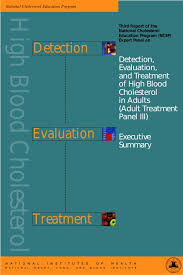 National Cholesterol Education Program
High Blood Cholesterol
Third Report of the
National Cholesterol
Education Program (NCEP)
Expert Panel on
Detection
Detection,
Evaluation,
and Treatment
of High Blood
Cholesterol
in Adults
(Adult Treatment
Panel III)
Evaluation
Executive
Summary
Treatment
NATIONAL INSTITUTES OF HEALTH
NATIONAL HEART, LUNG, AND BLOOD INSTITUTE